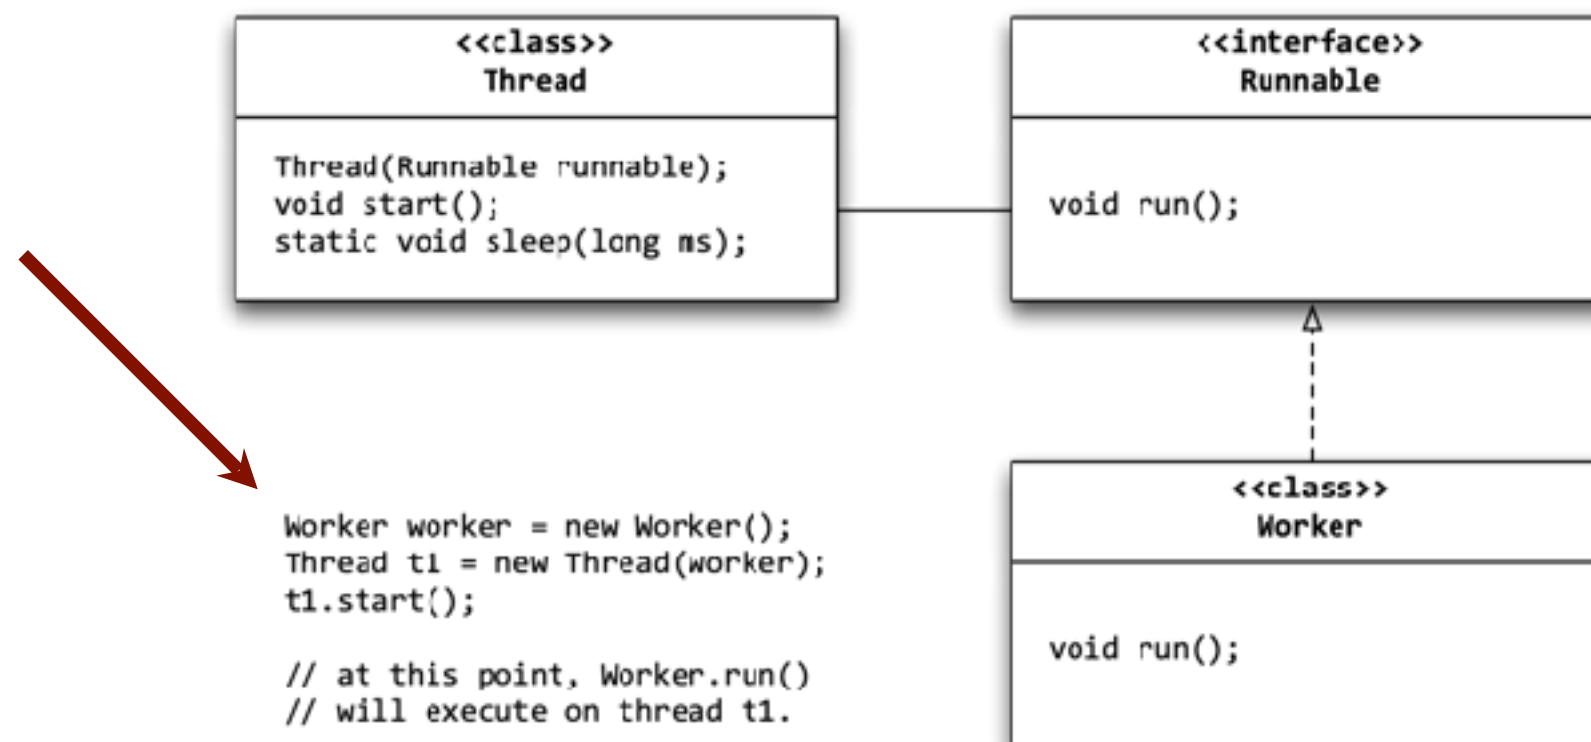 <<class>>
Thread
Thread(Runnable runnable);
void start();
static void sleep(long ms);
<<interface>>
Runnable
void run();
Worker worker = new Worker();
Thread t1 = new Thread(worker);
t1.start();
// at this point, Worker.run()
// will execute on thread t1.
<<class>>
Worker
void run();